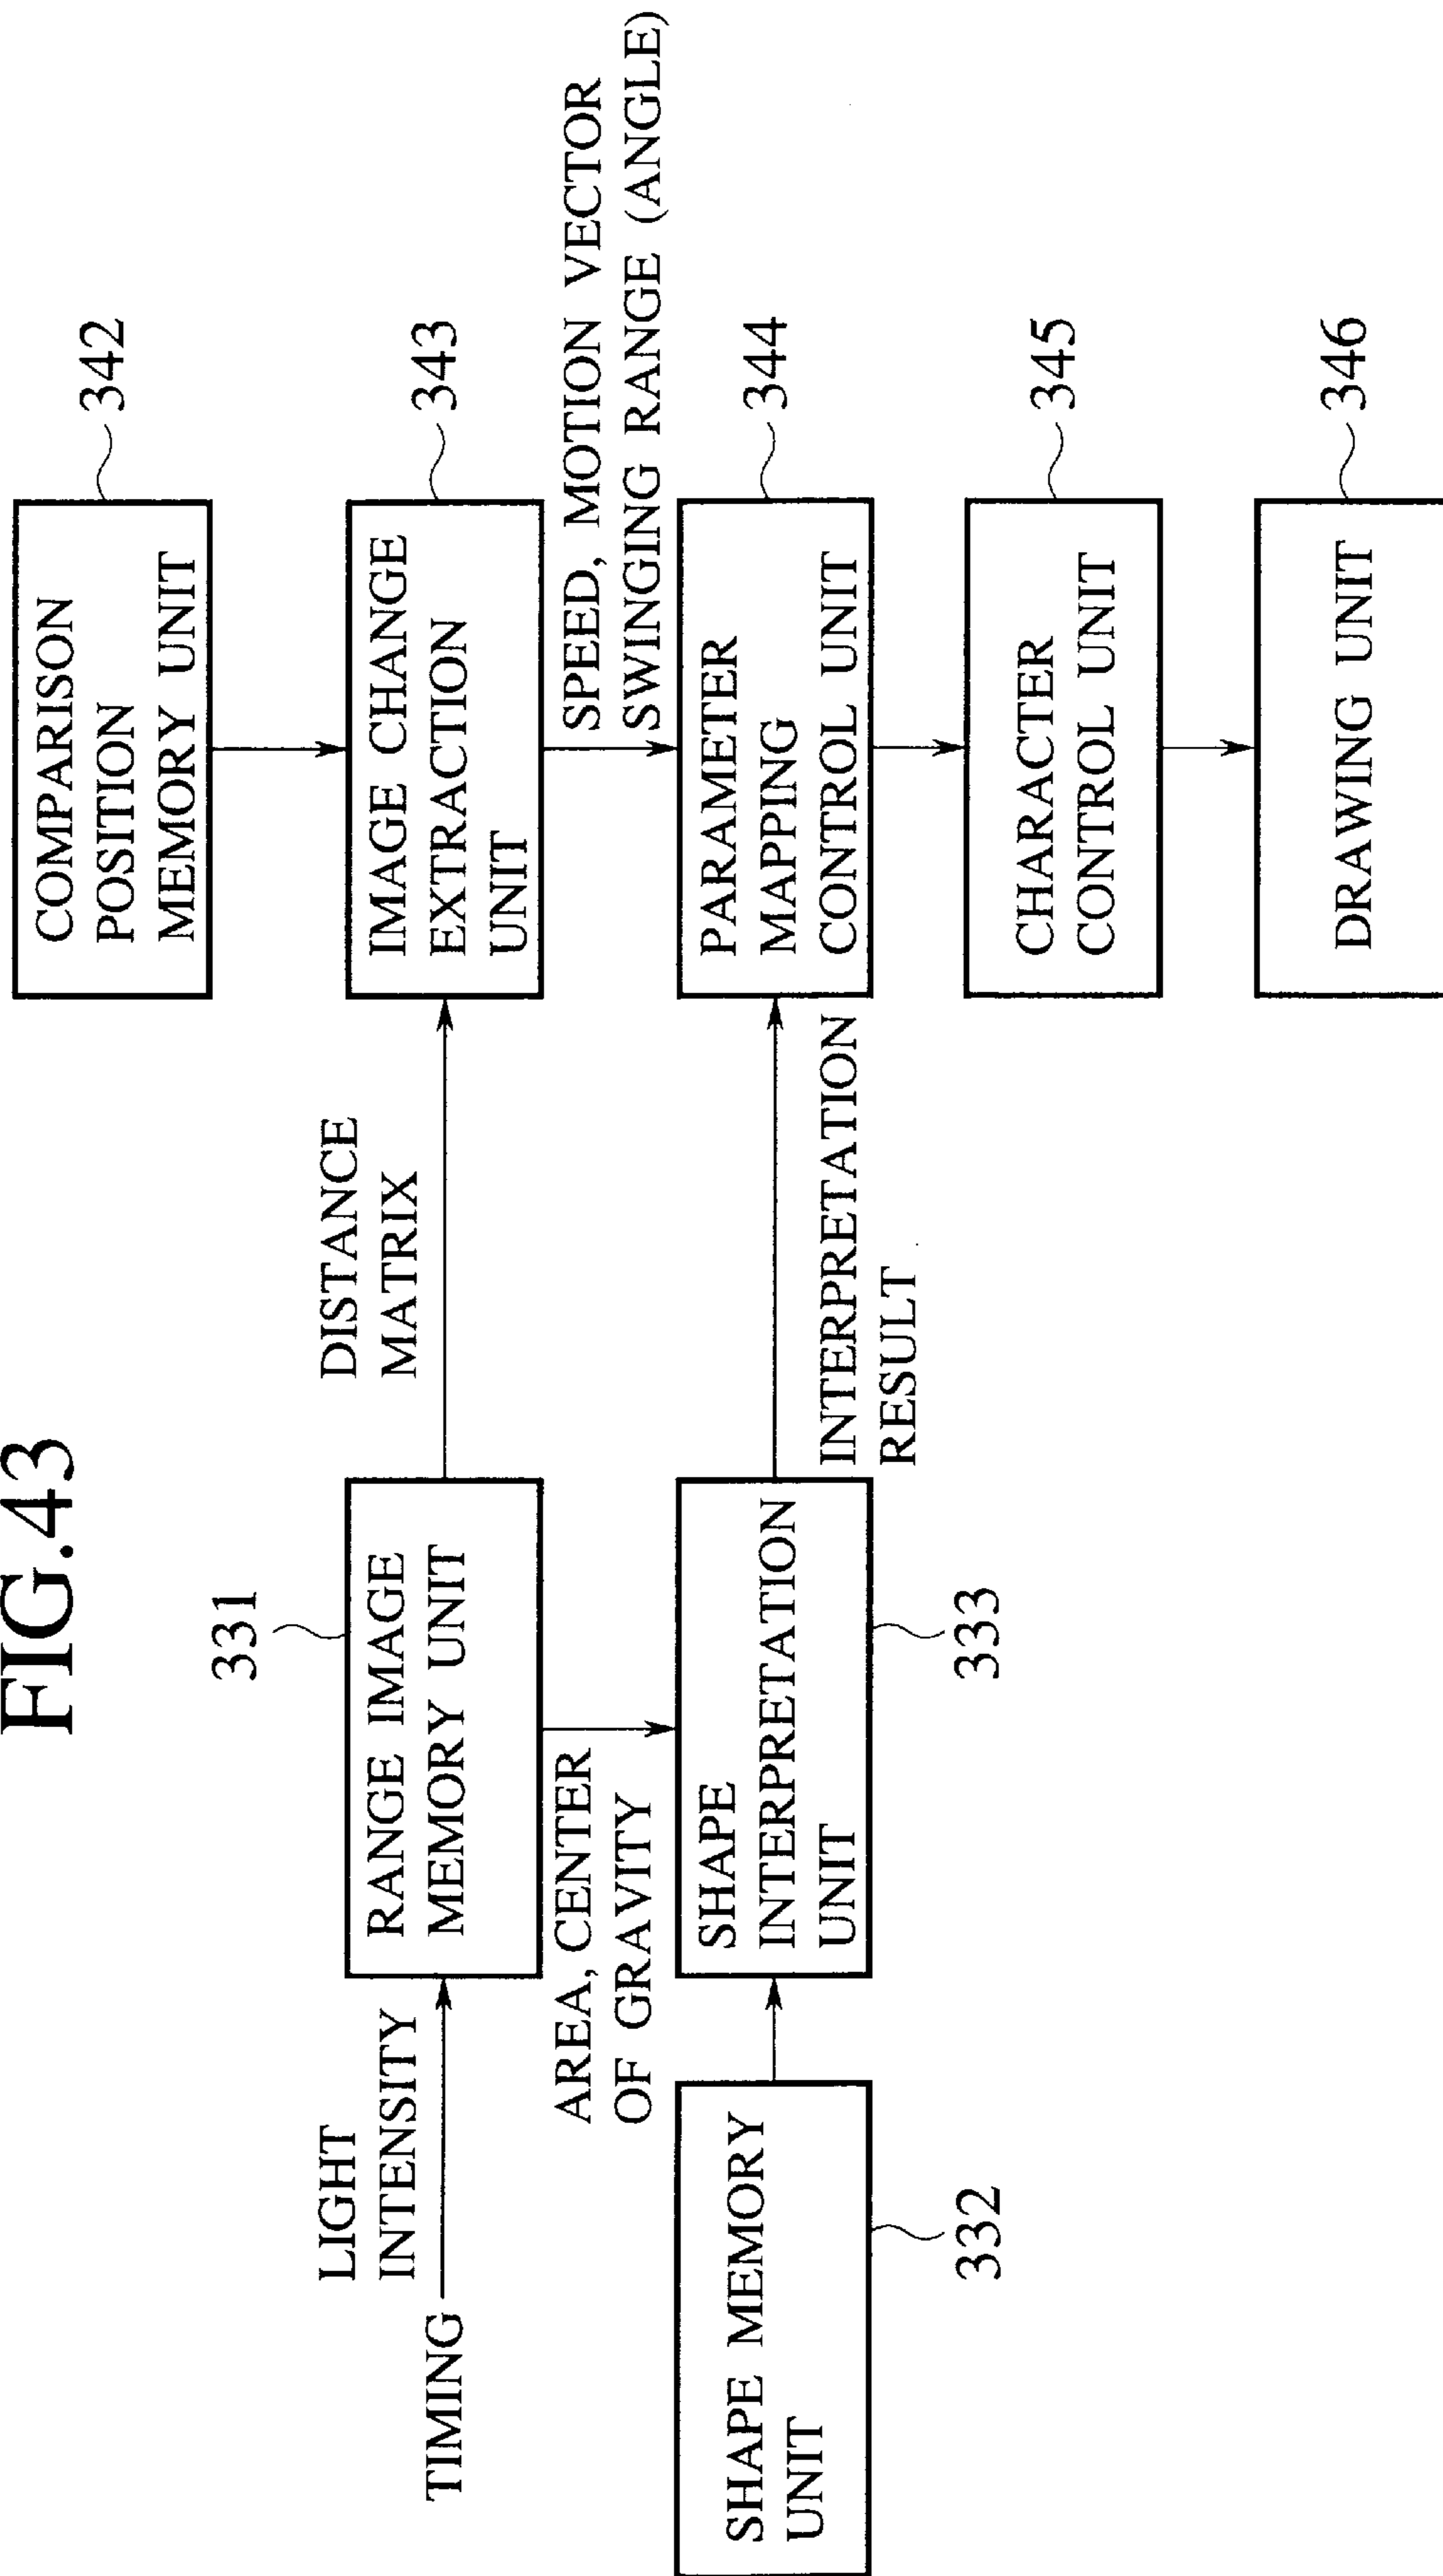 FIG.43
COMPARISON
POSITION
MEMORY UNIT
342
331
RANGE IMAGE
MEMORY UNIT
LIGHT
INTENSITY
TIMING
DISTANCE
MATRIX
IMAGE CHANGE
EXTRACTION
UNIT
343
AREA, CENTER
OF GRAVITY
SPEED, MOTION VECTOR
SWINGING RANGE (ANGLE)
SHAPE MEMORY
UNIT
332
SHAPE
INTERPRETATION
UNIT
333
INTERPRETATION
RESULT
PARAMETER
MAPPING
CONTROL UNIT
344
CHARACTER
CONTROL UNIT
345
DRAWING UNIT
346